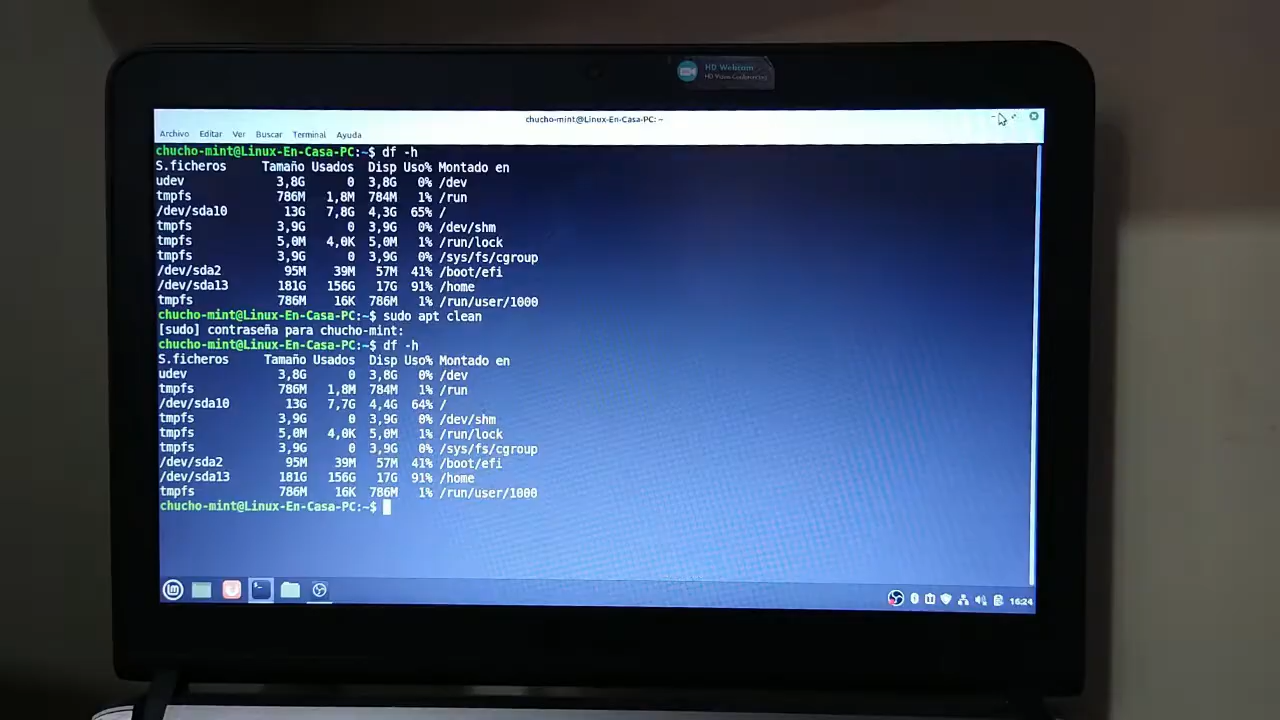 HD Webcam
chucho-mint@Linux-En-Casa-PC: ~
Archivo Editar Ver Buscar Terminal Ayuda
chucho-mint@Linux-En-Casa-PC:~$ df -h
S.ficheros Tamaño Usados Disp Uso% Montado en
udev 3,8G 0 3,8G 0% /dev
tmpfs 786M 1,8M 784M 1% /run
/dev/sda10 13G 7,8G 4,3G 65% /
tmpfs 3,9G 0 3,9G 0% /dev/shm
tmpfs 5,0M 4,0K 5,0M 1% /run/lock
tmpfs 3,9G 0 3,9G 0% /sys/fs/cgroup
/dev/sda2 95M 39M 57M 41% /boot/efi
/dev/sda13 181G 156G 17G 91% /home
tmpfs 786M 16K 786M 1% /run/user/1000
chucho-mint@Linux-En-Casa-PC:~$ sudo apt clean
[sudo] contraseña para chucho-mint:
chucho-mint@Linux-En-Casa-PC:~$ df -h
S.ficheros Tamaño Usados Disp Uso% Montado en
udev 3,8G 0 3,8G 0% /dev
tmpfs 786M 1,8M 784M 1% /run
/dev/sda10 13G 7,7G 4,4G 64% /
tmpfs 3,9G 0 3,9G 0% /dev/shm
tmpfs 5,0M 4,0K 5,0M 1% /run/lock
tmpfs 3,9G 0 3,9G 0% /sys/fs/cgroup
/dev/sda2 95M 39M 57M 41% /boot/efi
/dev/sda13 181G 156G 17G 91% /home
tmpfs 786M 16K 786M 1% /run/user/1000
chucho-mint@Linux-En-Casa-PC:~$
16:24